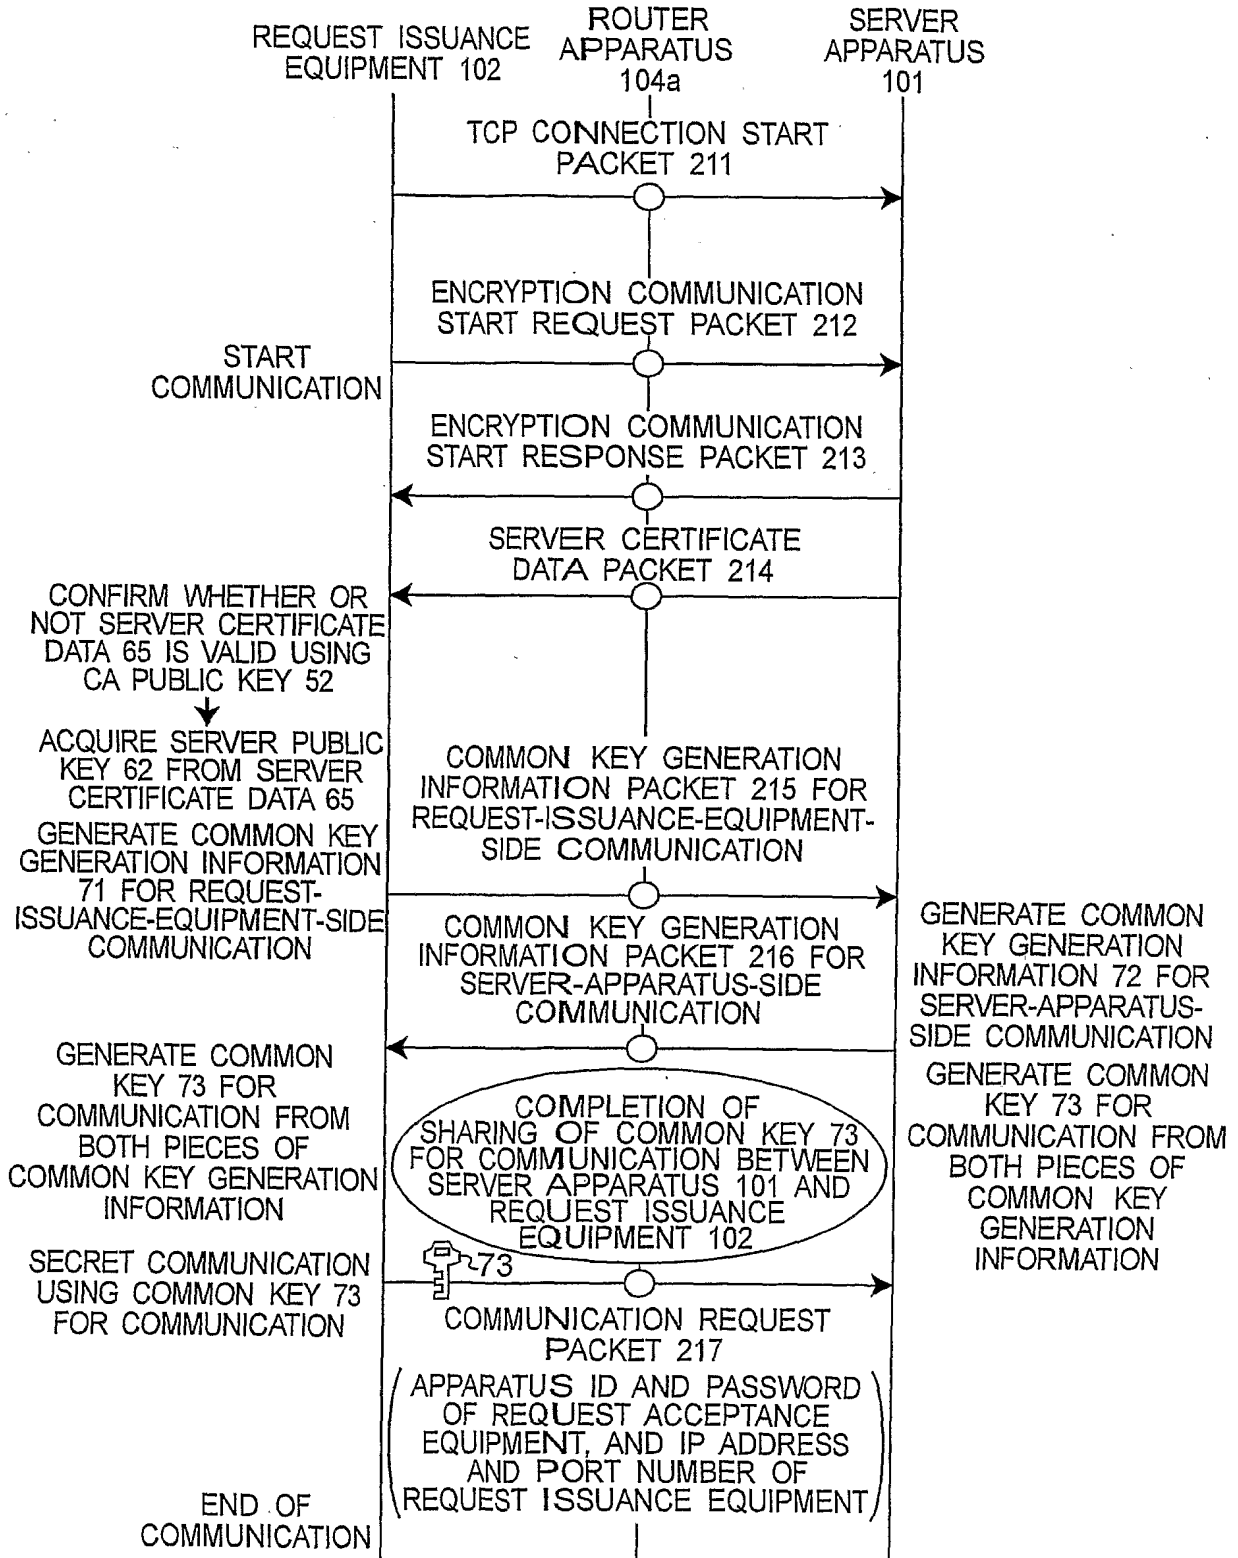 REQUEST ISSUANCE
EQUIPMENT 102
ROUTER
APPARATUS
104a
SERVER
APPARATUS
101
TCP CONNECTION START
PACKET 211
ENCRYPTION COMMUNICATION
START REQUEST PACKET 212
START
COMMUNICATION
ENCRYPTION COMMUNICATION
START RESPONSE PACKET 213
SERVER CERTIFICATE
DATA PACKET 214
CONFIRM WHETHER OR
NOT SERVER CERTIFICATE
DATA 65 IS VALID USING
CA PUBLIC KEY 52
ACQUIRE SERVER PUBLIC
KEY 62 FROM SERVER
CERTIFICATE DATA 65
COMMON KEY GENERATION
INFORMATION PACKET 215 FOR
REQUEST-ISSUANCE-EQUIPMENT-
SIDE COMMUNICATION
GENERATE COMMON KEY
GENERATION INFORMATION
71 FOR REQUEST-
ISSUANCE-EQUIPMENT-SIDE
COMMUNICATION
COMMON KEY GENERATION
INFORMATION PACKET 216 FOR
SERVER-APPARATUS-SIDE
COMMUNICATION
GENERATE COMMON
KEY GENERATION
INFORMATION 72 FOR
SERVER-APPARATUS-
SIDE COMMUNICATION
GENERATE COMMON
KEY 73 FOR
COMMUNICATION FROM
BOTH PIECES OF
COMMON KEY GENERATION
INFORMATION
COMPLETION OF
SHARING OF COMMON KEY 73
FOR COMMUNICATION BETWEEN
SERVER APPARATUS 101 AND
REQUEST ISSUANCE
EQUIPMENT 102
GENERATE COMMON
KEY 73 FOR
COMMUNICATION FROM
BOTH PIECES OF
COMMON KEY
GENERATION
INFORMATION
SECRET COMMUNICATION
USING COMMON KEY 73
FOR COMMUNICATION
73
COMMUNICATION REQUEST
PACKET 217
APPARATUS ID AND PASSWORD
OF REQUEST ACCEPTANCE
EQUIPMENT, AND IP ADDRESS
AND PORT NUMBER OF
REQUEST ISSUANCE EQUIPMENT
END OF
COMMUNICATION